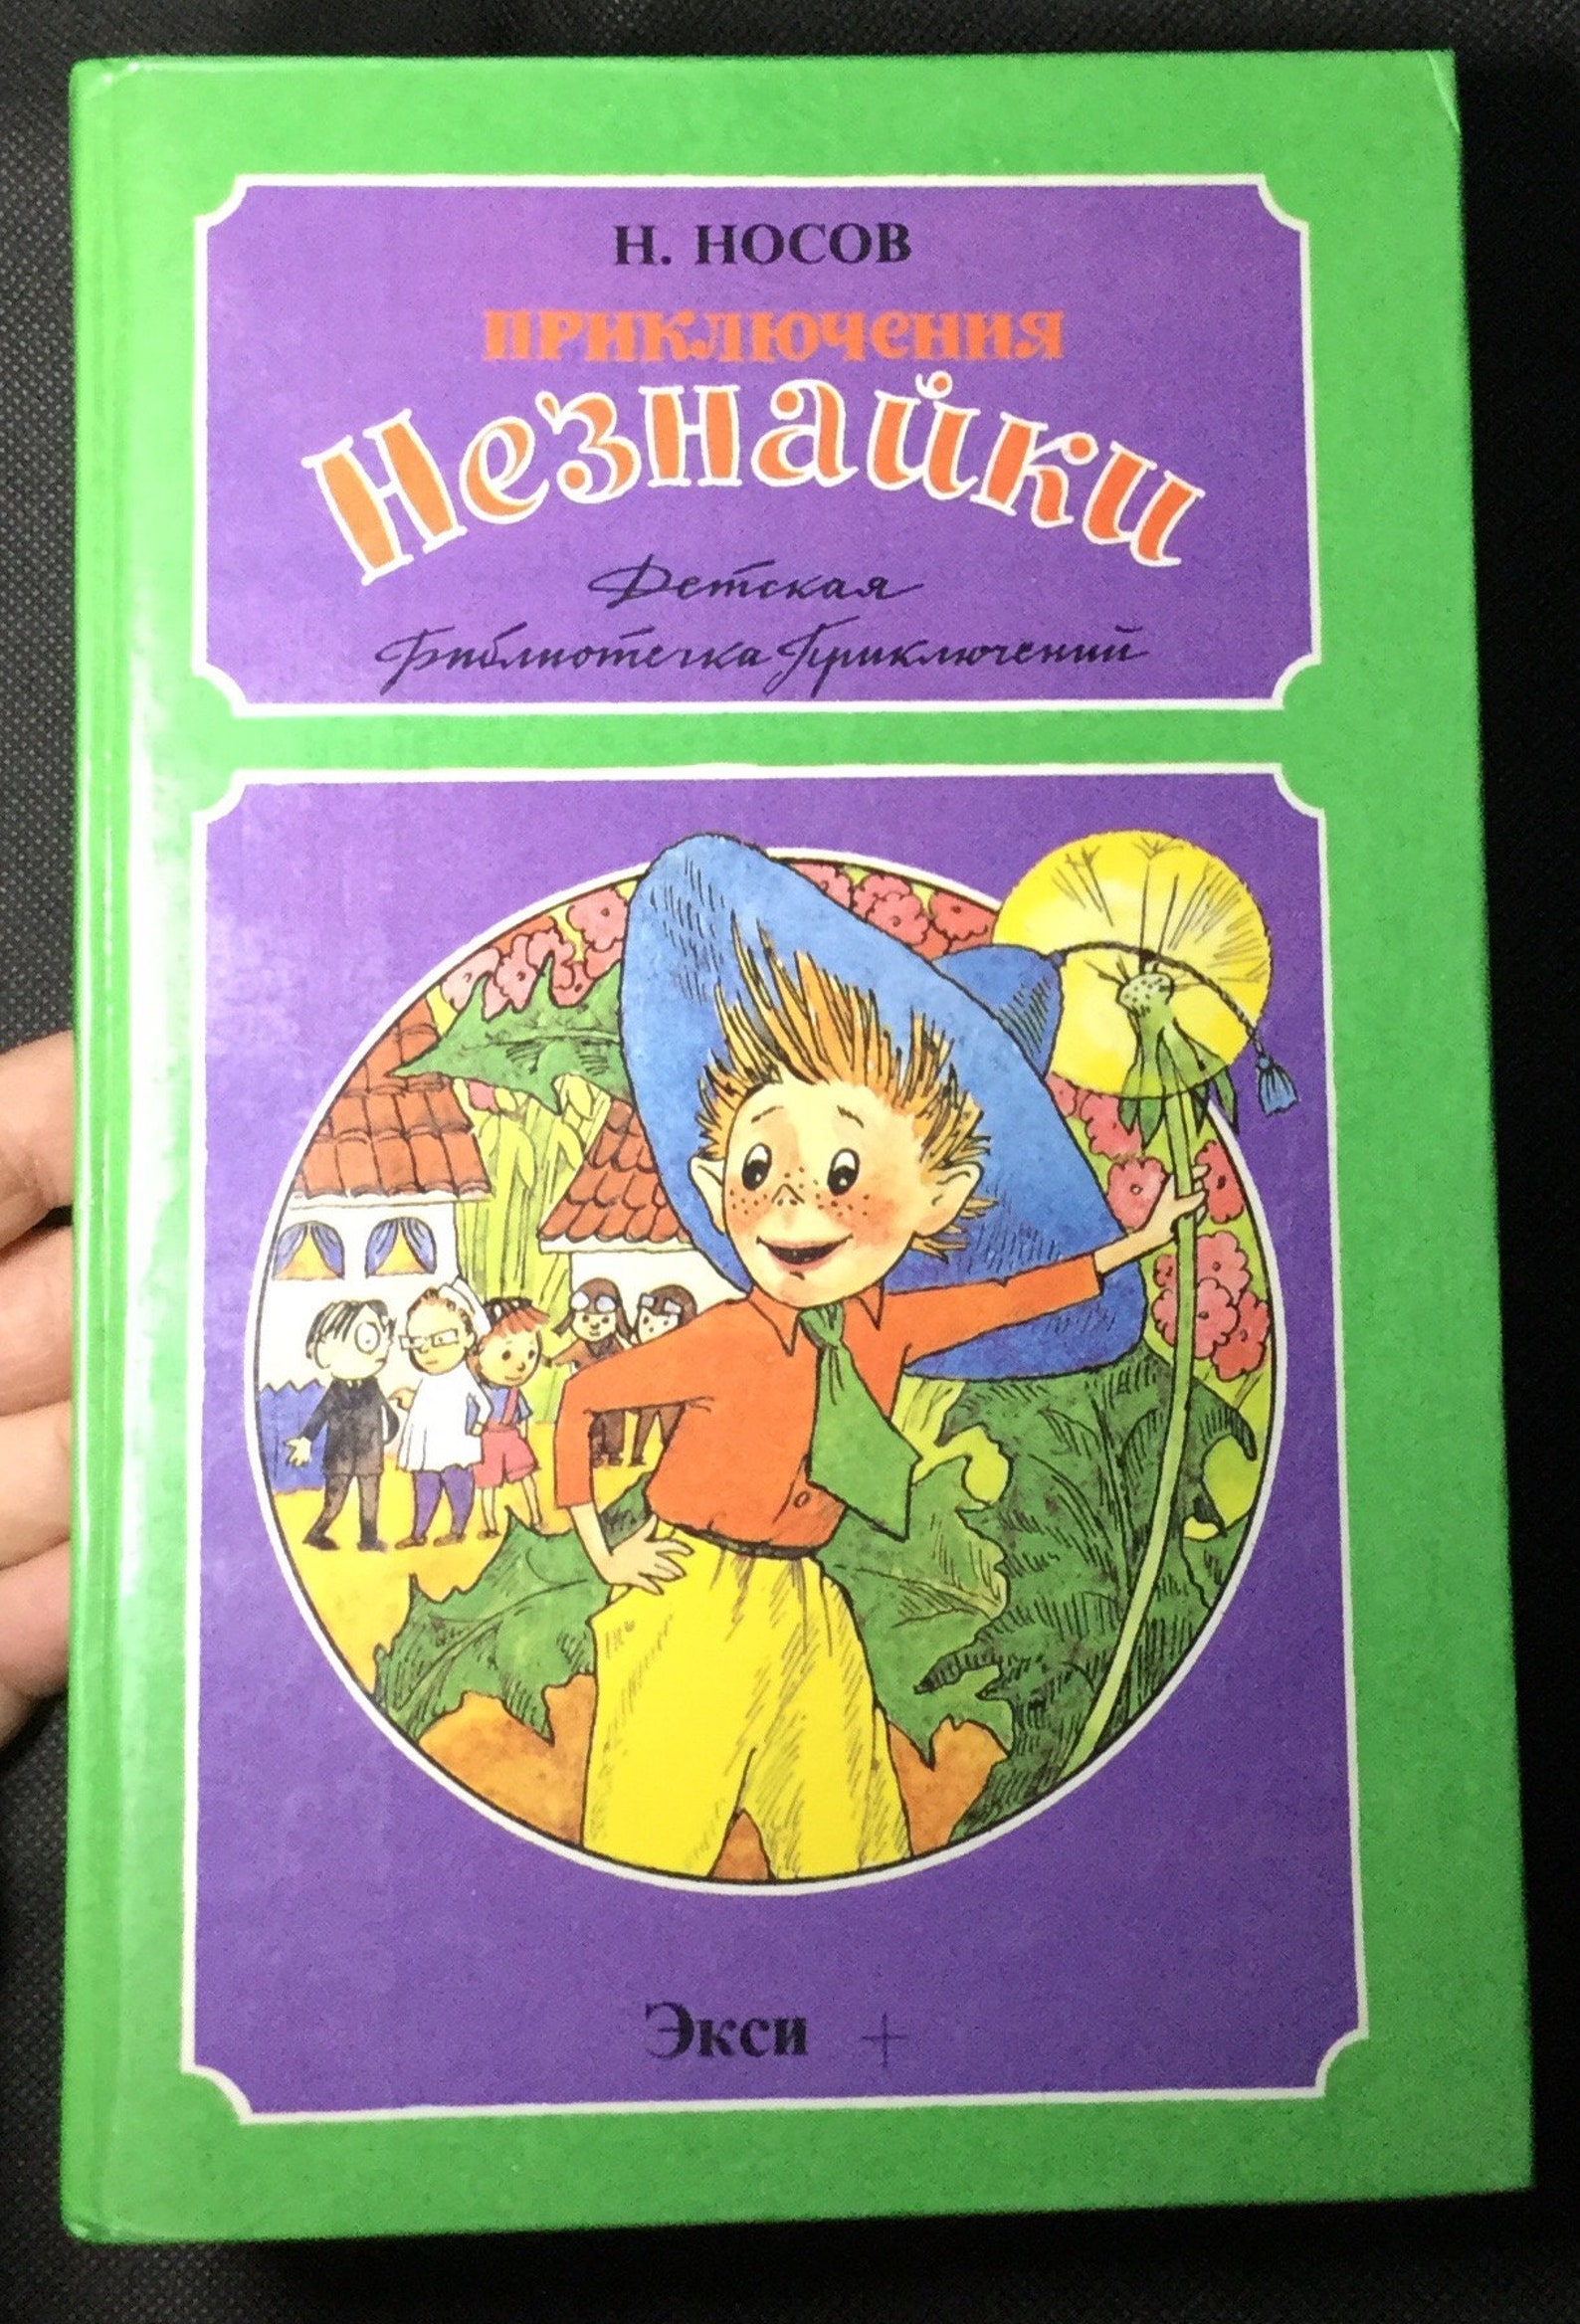 Н. НОСОВ
приключения
Незнайки
Детская
Библиотечка Приключений
Экси +